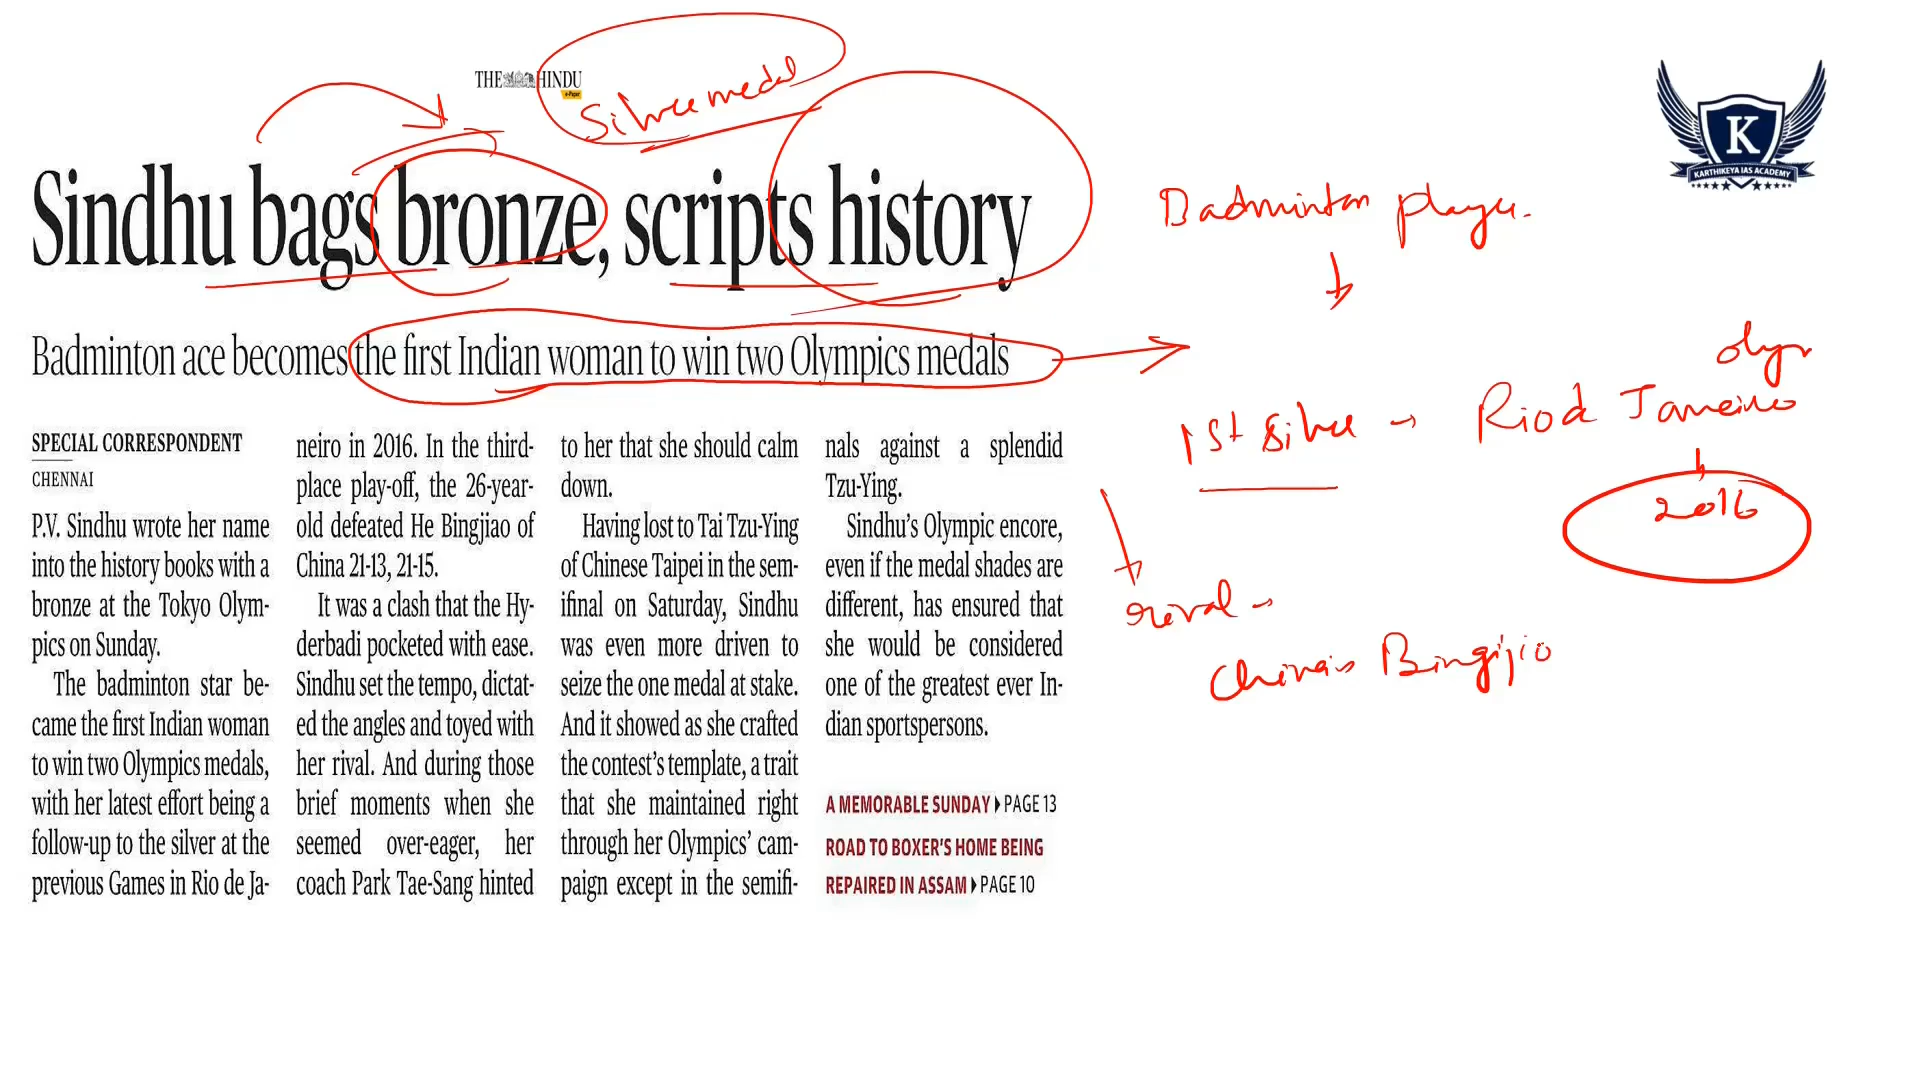 THE HINDU
e-Paper
Silver medal
Sindhu bags bronze, scripts history
Badminton ace becomes the first Indian woman to win two Olympics medals
SPECIAL CORRESPONDENT
CHENNAI
P.V. Sindhu wrote her name
into the history books with a
bronze at the Tokyo Olym-
pics on Sunday.
The badminton star be-
came the first Indian woman
to win two Olympics medals,
with her latest effort being a
follow-up to the silver at the
previous Games in Rio de Ja-
neiro in 2016. In the third-
place play-off, the 26-year-
old defeated He Bingjiao of
China 21-13, 21-15.
It was a clash that the Hy-
derbadi pocketed with ease.
Sindhu set the tempo, dictat-
ed the angles and toyed with
her rival. And during those
brief moments when she
seemed over-eager, her
coach Park Tae-Sang hinted
to her that she should calm
down.
Having lost to Tai Tzu-Ying
of Chinese Taipei in the sem-
ifinal on Saturday, Sindhu
was even more driven to
seize the one medal at stake.
And it showed as she crafted
the contest's template, a trait
that she maintained right
through her Olympics' cam-
paign except in the semifi-
nals against a splendid
Tzu-Ying.
Sindhu's Olympic encore,
even if the medal shades are
different, has ensured that
she would be considered
one of the greatest ever In-
dian sportspersons.
A MEMORABLE SUNDAY PAGE 13
ROAD TO BOXER'S HOME BEING
REPAIRED IN ASSAM PAGE 10
K
KARTHIKEYA IAS ACADEMY
Badminton player.
1st silver → Rio de Janeiro
2016
rival →
China's Bingijio